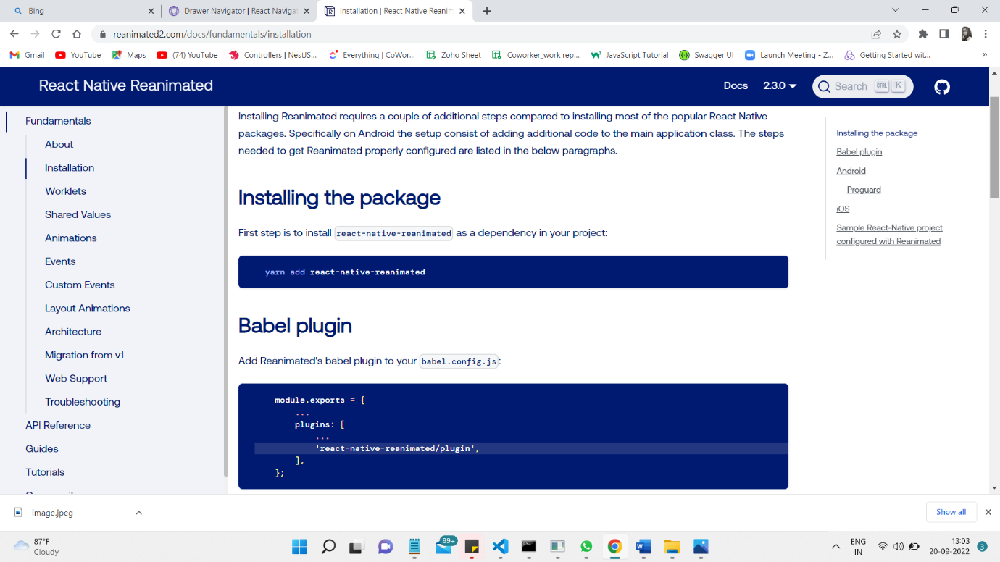 Bing
Drawer Navigator | React Navigat
Installation | React Native Reanim
reanimated2.com/docs/fundamentals/installation
Gmail
YouTube
Maps
(74) YouTube
Controllers | NestJS...
Everything | CoWor...
Zoho Sheet
Coworker_work rep...
JavaScript Tutorial
Swagger UI
Launch Meeting - Z...
Getting Started wit...
»
React Native Reanimated
Docs
2.3.0
Search
CTRL
K
Fundamentals
About
Installation
Worklets
Shared Values
Animations
Events
Custom Events
Layout Animations
Architecture
Migration from v1
Web Support
Troubleshooting
API Reference
Guides
Tutorials
Installing Reanimated requires a couple of additional steps compared to installing most of the popular React Native
packages. Specifically on Android the setup consist of adding additional code to the main application class. The steps
needed to get Reanimated properly configured are listed in the below paragraphs.
Installing the package
First step is to install react-native-reanimated as a dependency in your project:
yarn add react-native-reanimated
Babel plugin
Add Reanimated's babel plugin to your babel.config.js:
module.exports = {
...
plugins: [
...
'react-native-reanimated/plugin',
],
};
Installing the package
Babel plugin
Android
Proguard
iOS
Sample React-Native project
configured with Reanimated
image.jpeg
Show all
87°F
Cloudy
99+
ENG
IN
13:03
20-09-2022
3